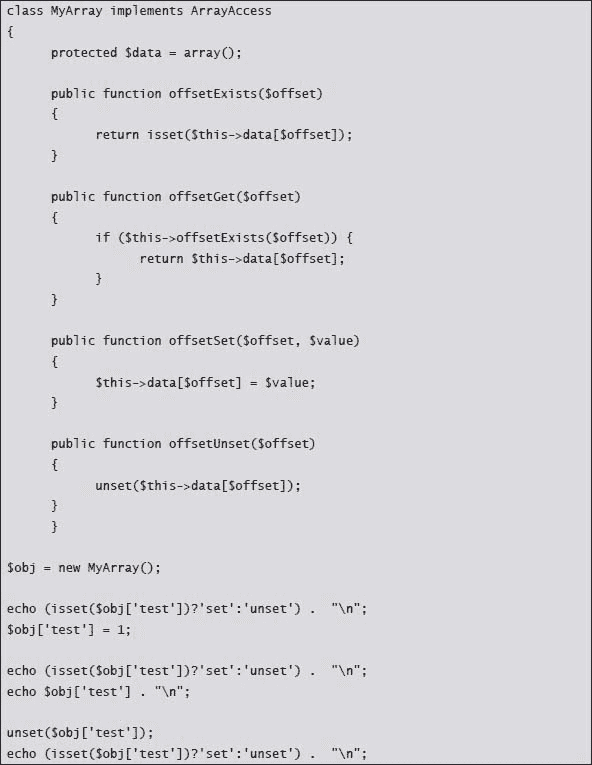 class MyArray implements ArrayAccess
{
      protected $data = array();

      public function offsetExists($offset)
      {
            return isset($this->data[$offset]);
      }

      public function offsetGet($offset)
      {
            if ($this->offsetExists($offset)) {
                  return $this->data[$offset];
            }
      }

      public function offsetSet($offset, $value)
      {
            $this->data[$offset] = $value;
      }

      public function offsetUnset($offset)
      {
            unset($this->data[$offset]);
      }
      }

$obj = new MyArray();

echo (isset($obj['test'])?'set':'unset') .  "\n";
$obj['test'] = 1;

echo (isset($obj['test'])?'set':'unset') .  "\n";
echo $obj['test'] . "\n";

unset($obj['test']);
echo (isset($obj['test'])?'set':'unset') .  "\n";